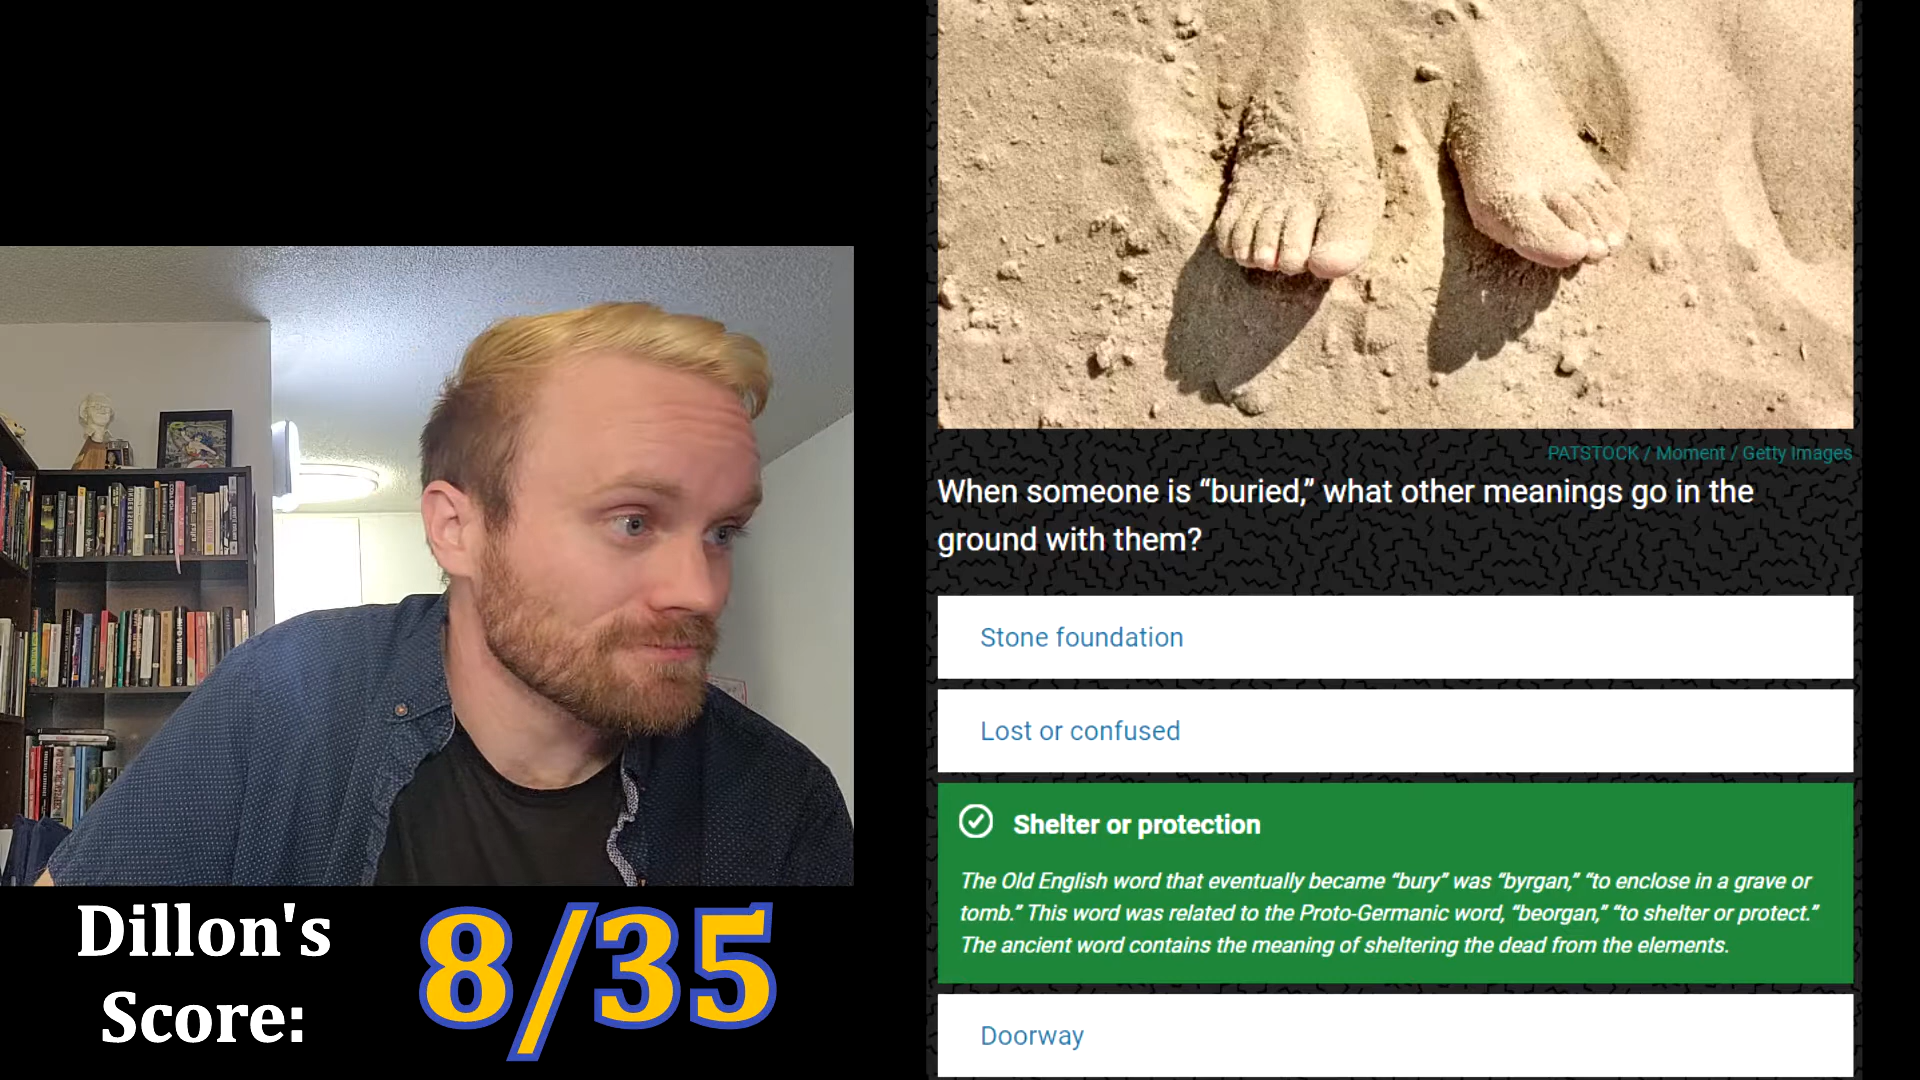 PATSTOCK / Moment / Getty Images
When someone is “buried,” what other meanings go in the
ground with them?
Stone foundation
Lost or confused
Shelter or protection
The Old English word that eventually became “bury” was “byrgan,” “to enclose in a grave or
tomb.” This word was related to the Proto-Germanic word, “beorgan,” “to shelter or protect.”
The ancient word contains the meaning of sheltering the dead from the elements.
Doorway
Dillon's
Score:
8/35